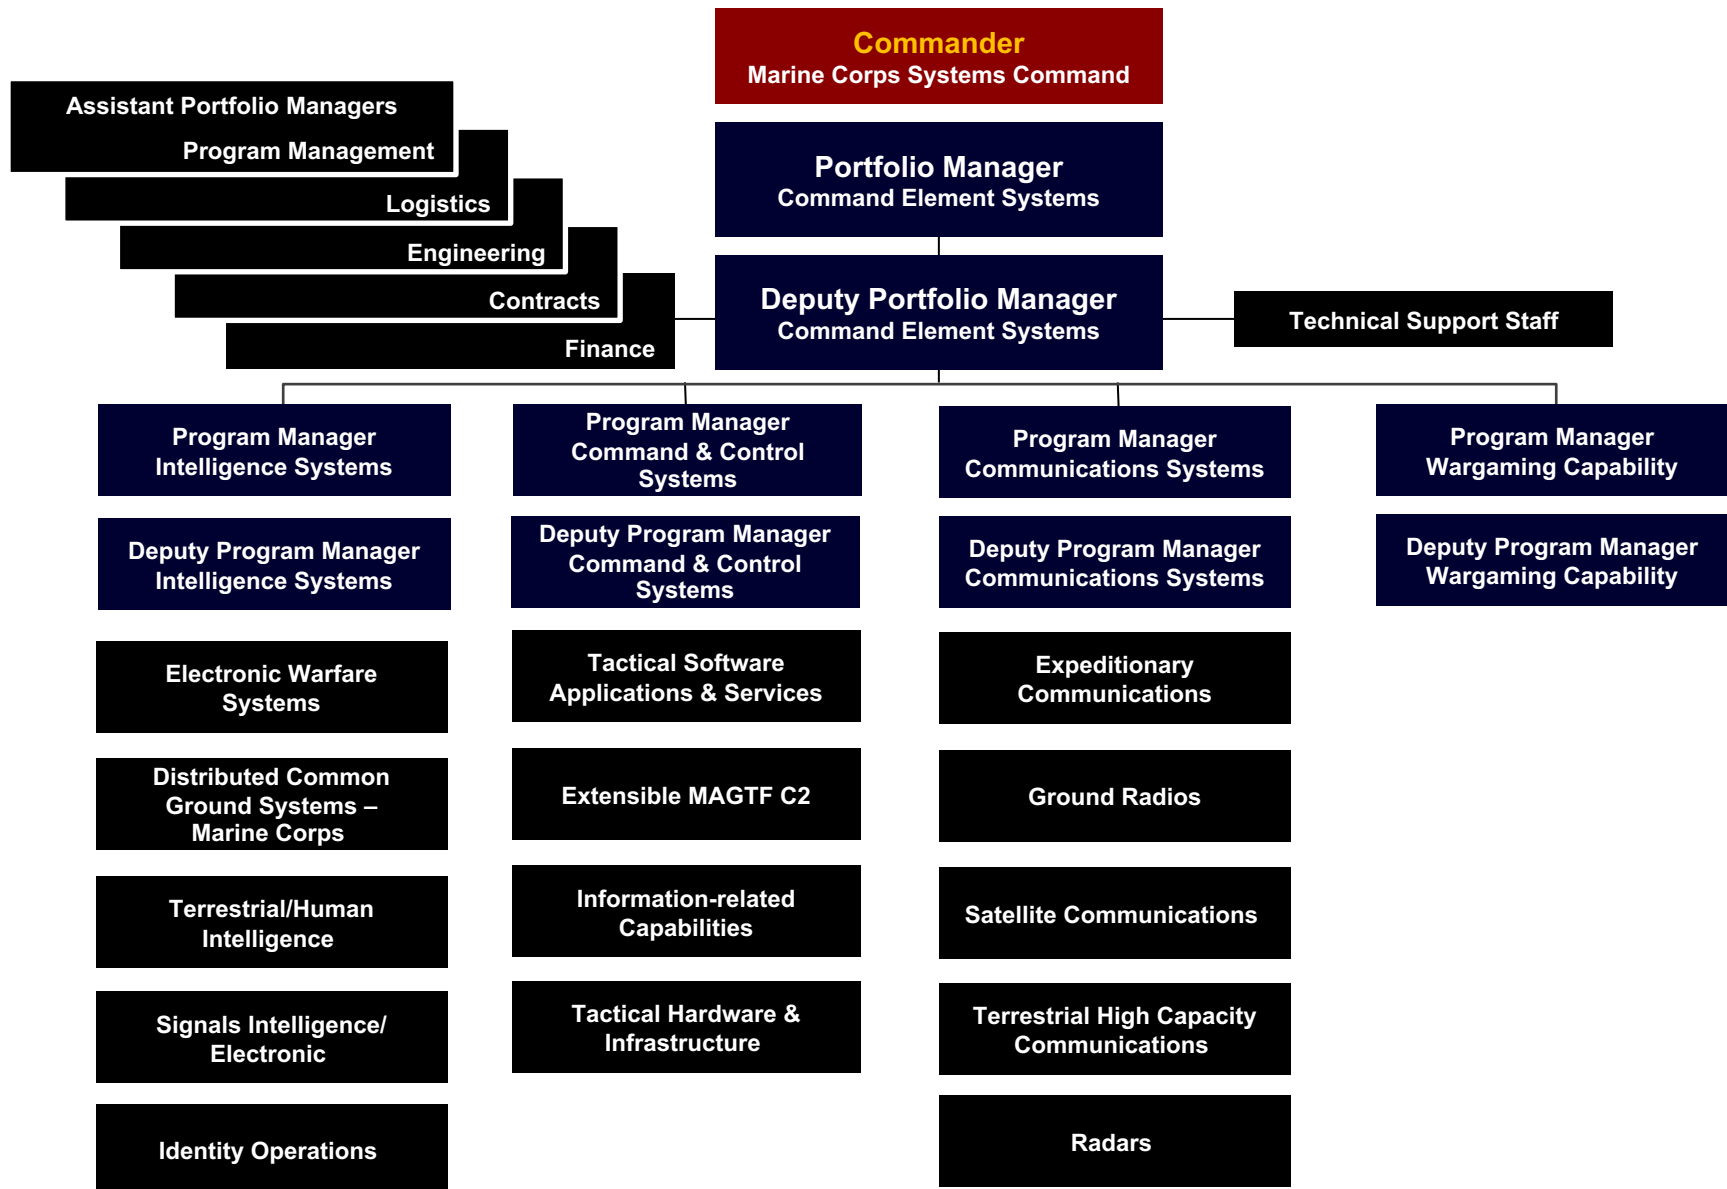 Commander
Marine Corps Systems Command
Assistant Portfolio Managers
Program Management
Logistics
Engineering
Contracts
Finance
Portfolio Manager
Command Element Systems
Deputy Portfolio Manager
Command Element Systems
Technical Support Staff
Program Manager
Intelligence Systems
Deputy Program Manager
Intelligence Systems
Electronic Warfare
Systems
Distributed Common
Ground Systems –
Marine Corps
Terrestrial/Human
Intelligence
Signals Intelligence/
Electronic
Identity Operations
Program Manager
Command & Control
Systems
Deputy Program Manager
Command & Control
Systems
Tactical Software
Applications & Services
Extensible MAGTF C2
Information-related
Capabilities
Tactical Hardware &
Infrastructure
Program Manager
Communications Systems
Deputy Program Manager
Communications Systems
Expeditionary
Communications
Ground Radios
Satellite Communications
Terrestrial High Capacity
Communications
Radars
Program Manager
Wargaming Capability
Deputy Program Manager
Wargaming Capability